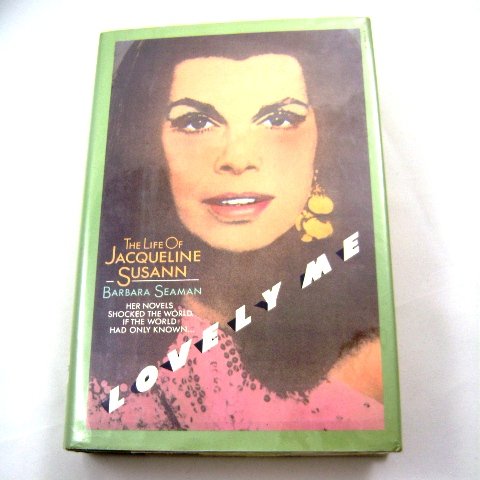 THE LIFE OF
JACQUELINE
SUSANN
BARBARA SEAMAN
HER NOVELS
SHOCKED THE WORLD.
IF THE WORLD
HAD ONLY KNOWN...
LOVELY ME